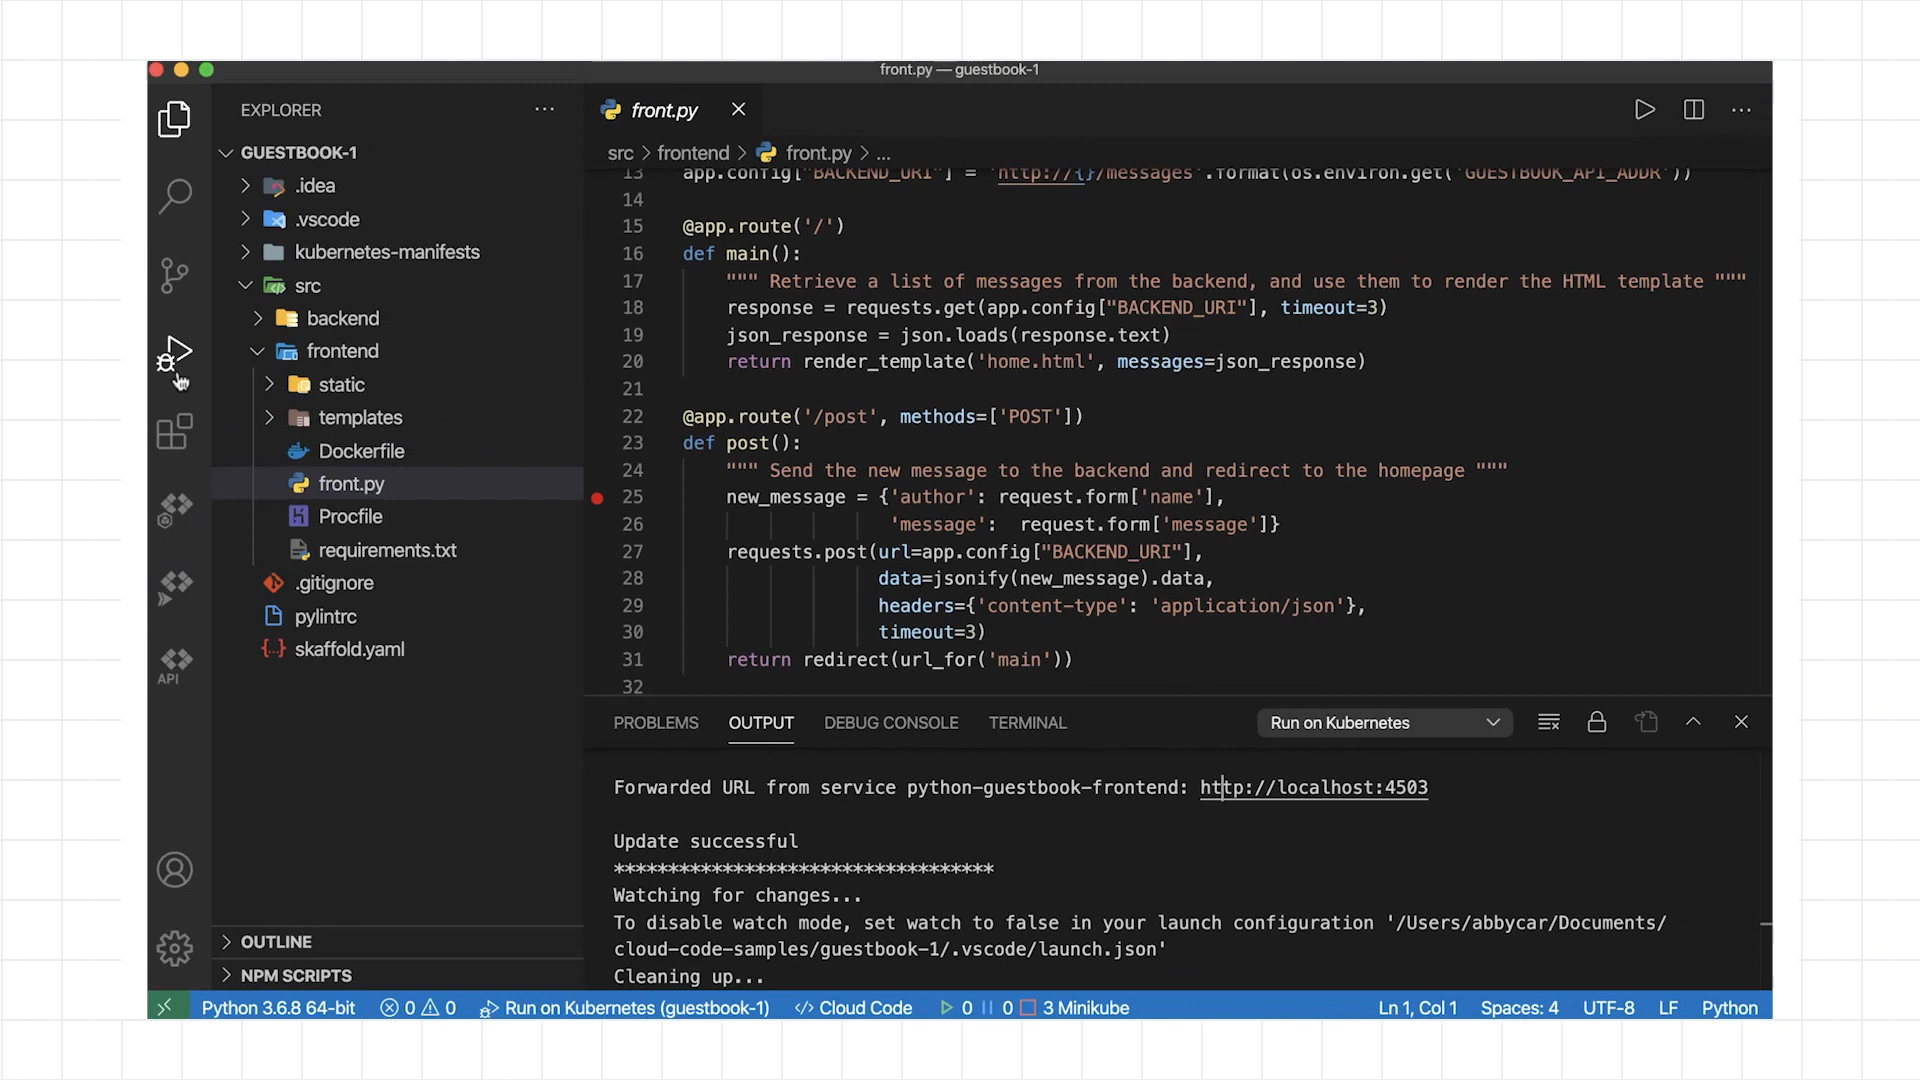 front.py — guestbook-1
EXPLORER
GUESTBOOK-1
.idea
.vscode
kubernetes-manifests
src
backend
frontend
static
templates
Dockerfile
front.py
Procfile
requirements.txt
.gitignore
pylintrc
skaffold.yaml
OUTLINE
NPM SCRIPTS
API
front.py
src > frontend > front.py > ...
13 app.config["BACKEND_URI"] = 'http://{}/messages'.format(os.environ.get('GUESTBOOK_API_ADDR'))
14
15 @app.route('/')
16 def main():
17 """ Retrieve a list of messages from the backend, and use them to render the HTML template """
18 response = requests.get(app.config["BACKEND_URI"], timeout=3)
19 json_response = json.loads(response.text)
20 return render_template('home.html', messages=json_response)
21
22 @app.route('/post', methods=['POST'])
23 def post():
24 """ Send the new message to the backend and redirect to the homepage """
25 new_message = {'author': request.form['name'],
26 'message':  request.form['message']}
27 requests.post(url=app.config["BACKEND_URI"],
28 data=jsonify(new_message).data,
29 headers={'content-type': 'application/json'},
30 timeout=3)
31 return redirect(url_for('main'))
32
PROBLEMS OUTPUT DEBUG CONSOLE TERMINAL Run on Kubernetes
Forwarded URL from service python-guestbook-frontend: http://localhost:4503
Update successful
***********************************
Watching for changes...
To disable watch mode, set watch to false in your launch configuration '/Users/abbycar/Documents/
cloud-code-samples/guestbook-1/.vscode/launch.json'
Cleaning up...
Python 3.6.8 64-bit 0 0 Run on Kubernetes (guestbook-1) </> Cloud Code 0 0 3 Minikube Ln 1, Col 1 Spaces: 4 UTF-8 LF Python